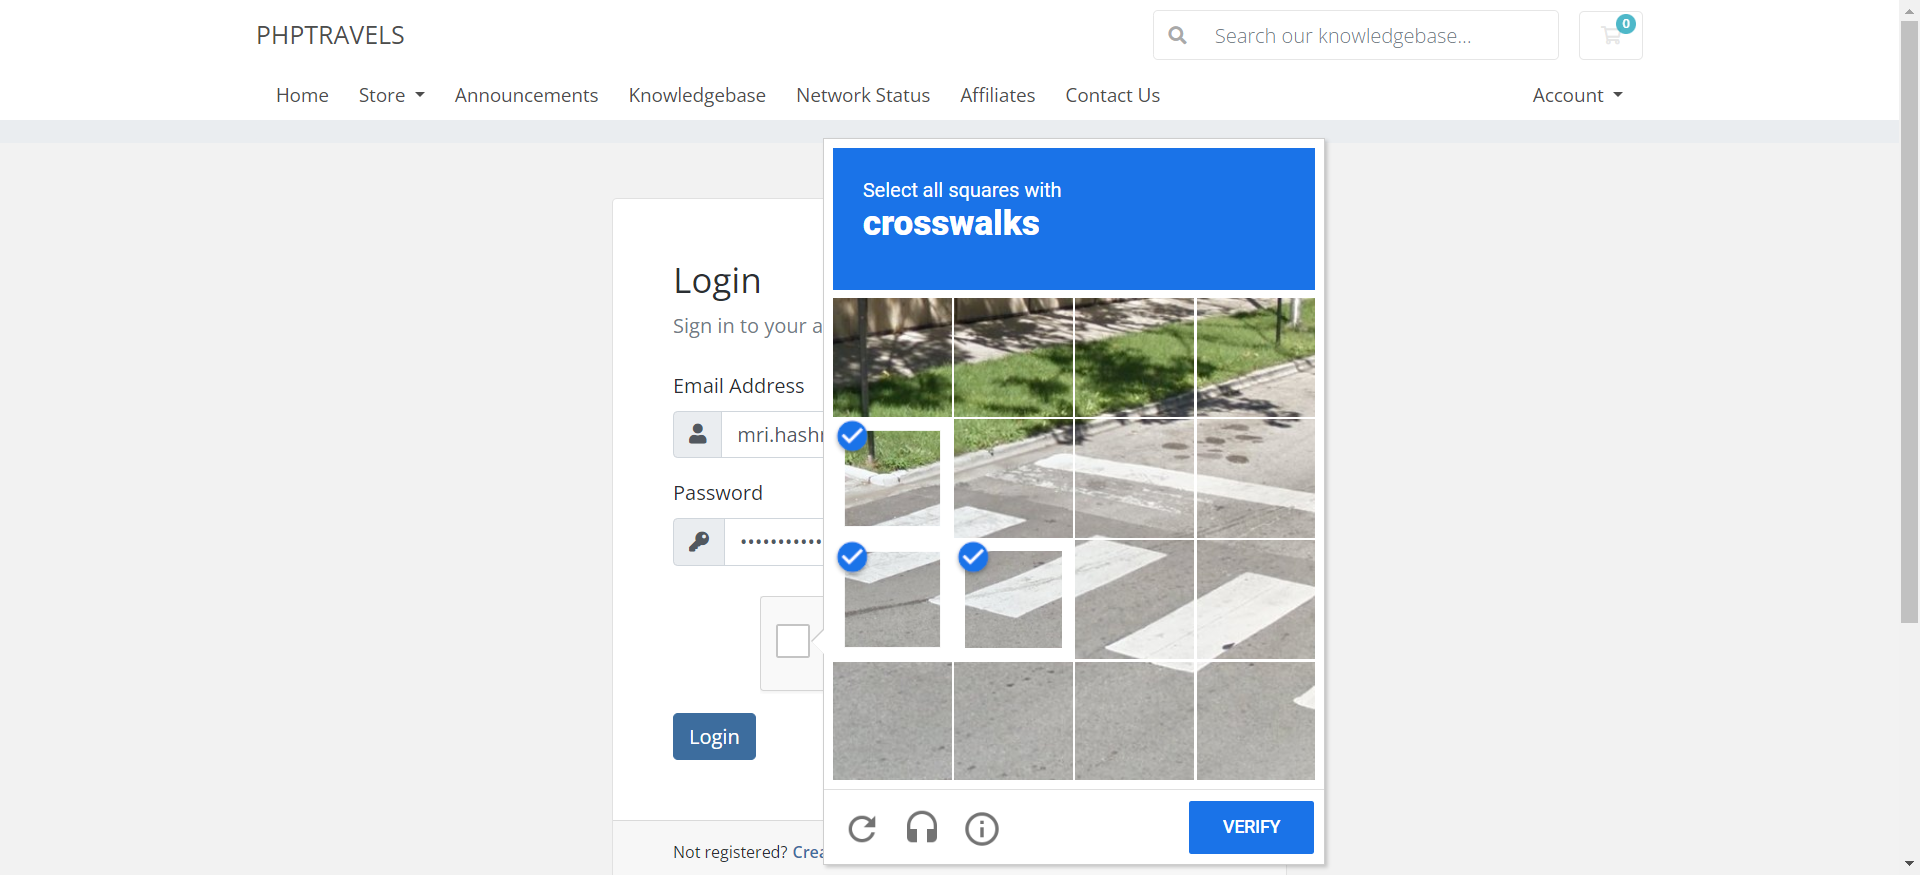 PHPTRAVELS
Search our knowledgebase...
0
Home Store Announcements Knowledgebase Network Status Affiliates Contact Us Account
Select all squares with
crosswalks
Login
Sign in to your a
Email Address
mri.hash
Password
Login
VERIFY
Not registered? Crea